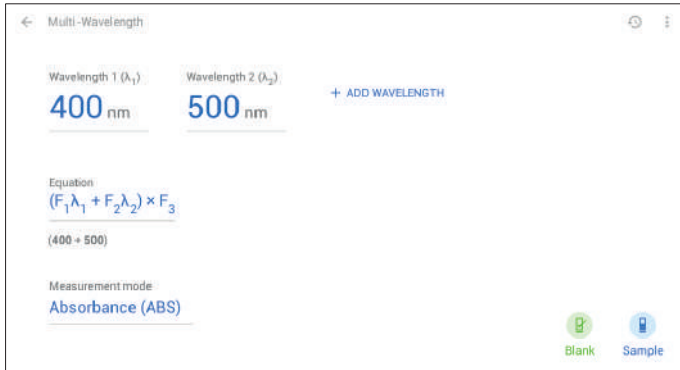 Multi-Wavelength
Wavelength 1 (λ₁) Wavelength 2 (λ₂)
400 nm 500 nm + ADD WAVELENGTH
Equation
(F₁λ₁ + F₂λ₂) × F₃
(400 + 500)
Measurement mode
Absorbance (ABS)
Blank Sample